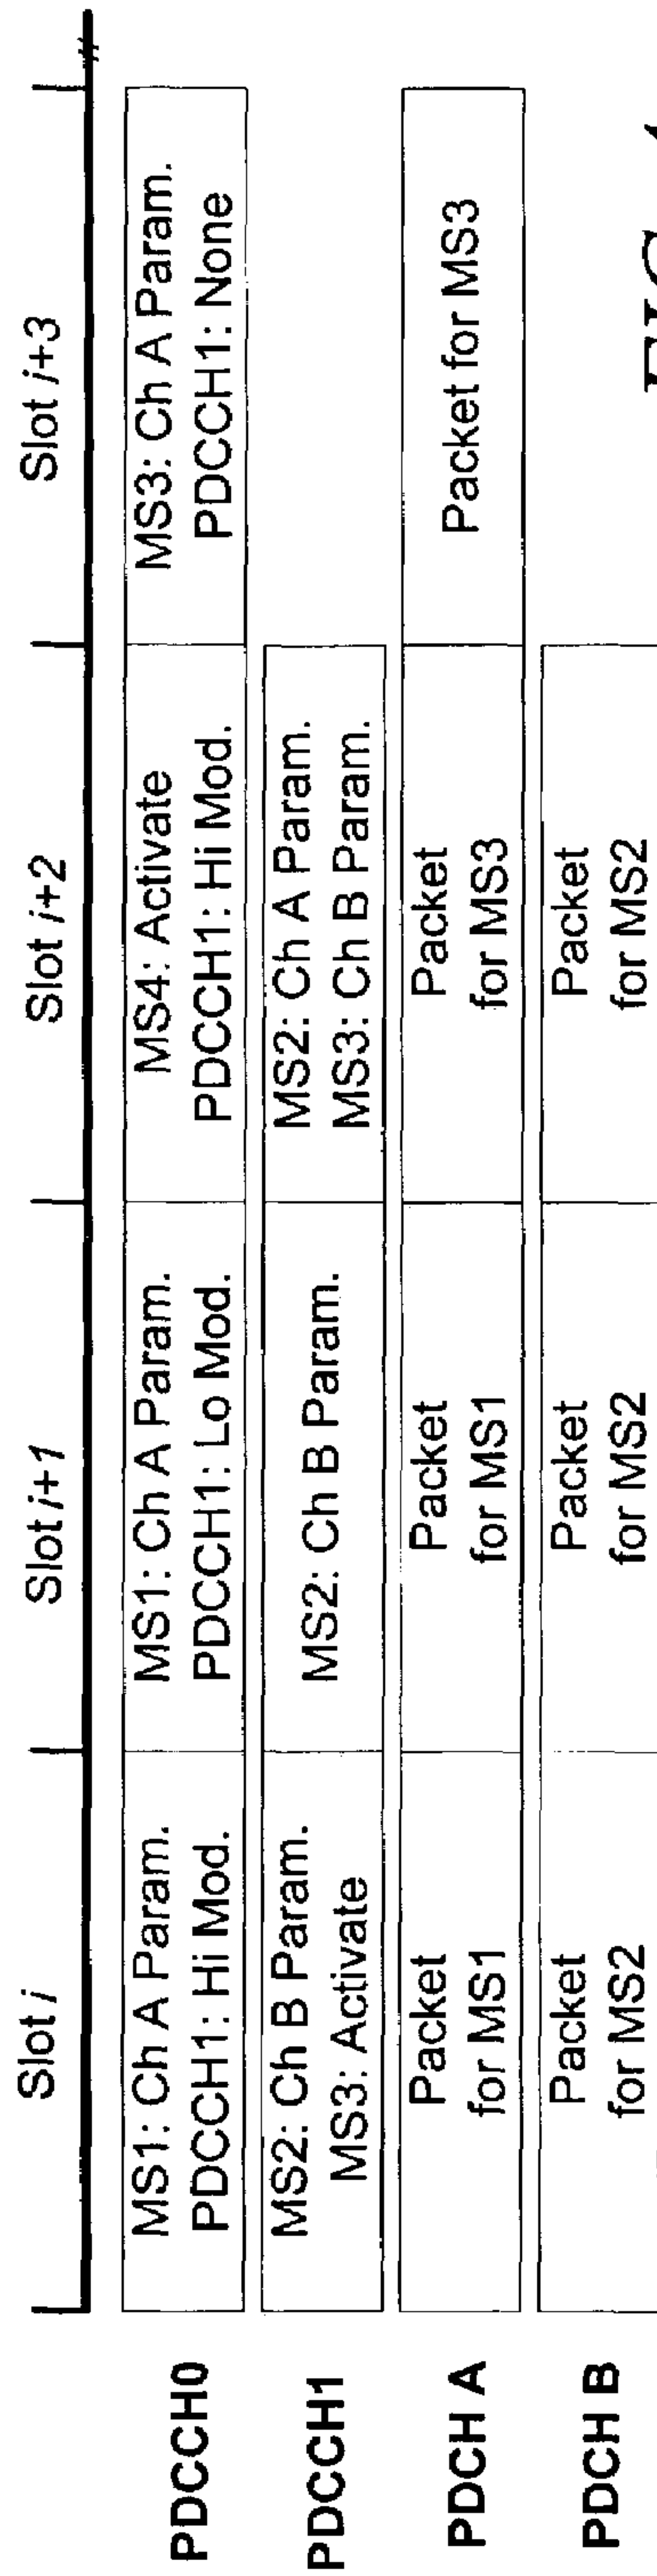 Slot i
Slot i+1
Slot i+2
Slot i+3
PDCCH0
MS1: Ch A Param.
PDCCH1: Hi Mod.
MS1: Ch A Param.
PDCCH1: Lo Mod.
MS4: Activate
PDCCH1: Hi Mod.
MS3: Ch A Param.
PDCCH1: None
PDCCH1
MS2: Ch B Param.
MS3: Activate
MS2: Ch B Param.
MS2: Ch A Param.
MS3: Ch B Param.
PDCH A
Packet
for MS1
Packet
for MS1
Packet
for MS3
Packet for MS3
PDCH B
Packet
for MS2
Packet
for MS2
Packet
for MS2